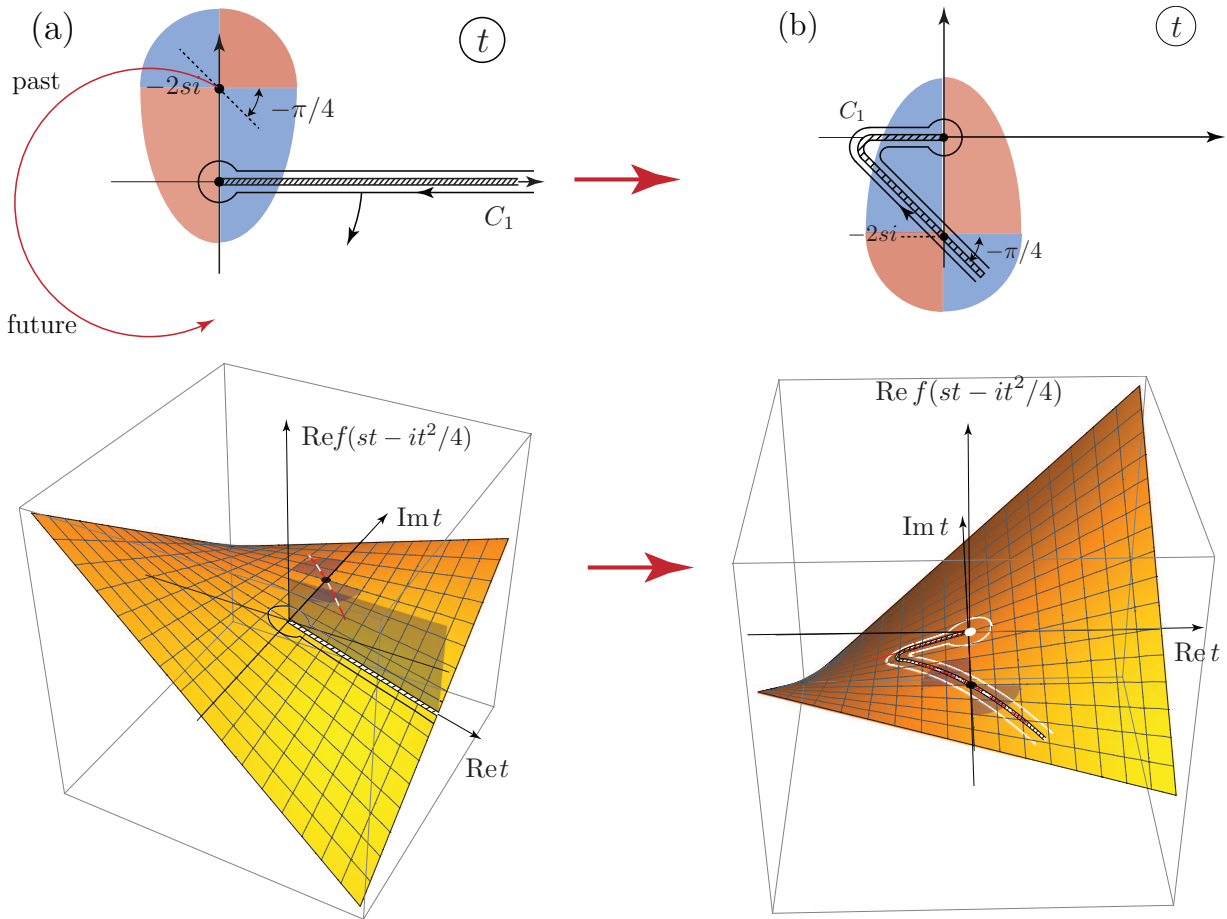 (a)
t
past
−2si
−π/4
C₁
future
(b)
t
C₁
−2si
−π/4
Ref(st − it²/4)
Im t
Re t
Re f(st − it²/4)
Im t
Re t